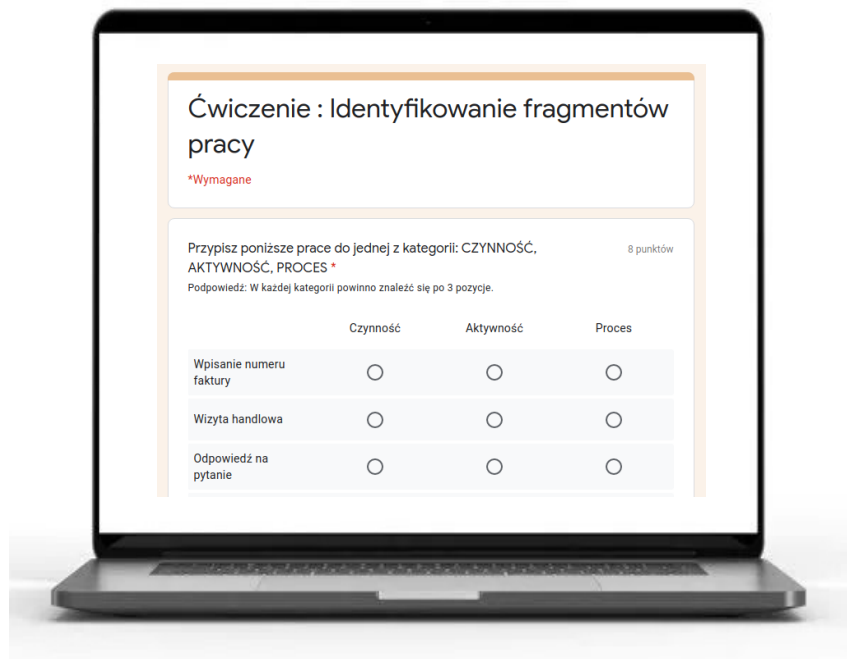 Ćwiczenie : Identyfikowanie fragmentów
pracy
*Wymagane
Przypisz poniższe prace do jednej z kategorii: CZYNNOŚĆ,
AKTYWNOŚĆ, PROCES *
8 punktów
Podpowiedź: W każdej kategorii powinno znaleźć się po 3 pozycje.
Czynność Aktywność Proces
Wpisanie numeru
faktury
Wizyta handlowa
Odpowiedź na
pytanie